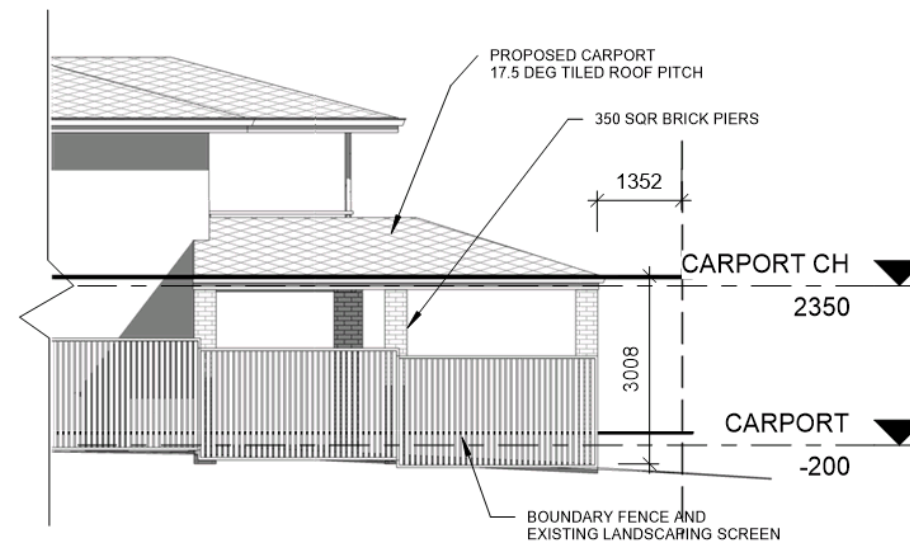 PROPOSED CARPORT
17.5 DEG TILED ROOF PITCH
350 SQR BRICK PIERS
1352
CARPORT CH
2350
3008
CARPORT
-200
BOUNDARY FENCE AND
EXISTING LANDSCAPING SCREEN